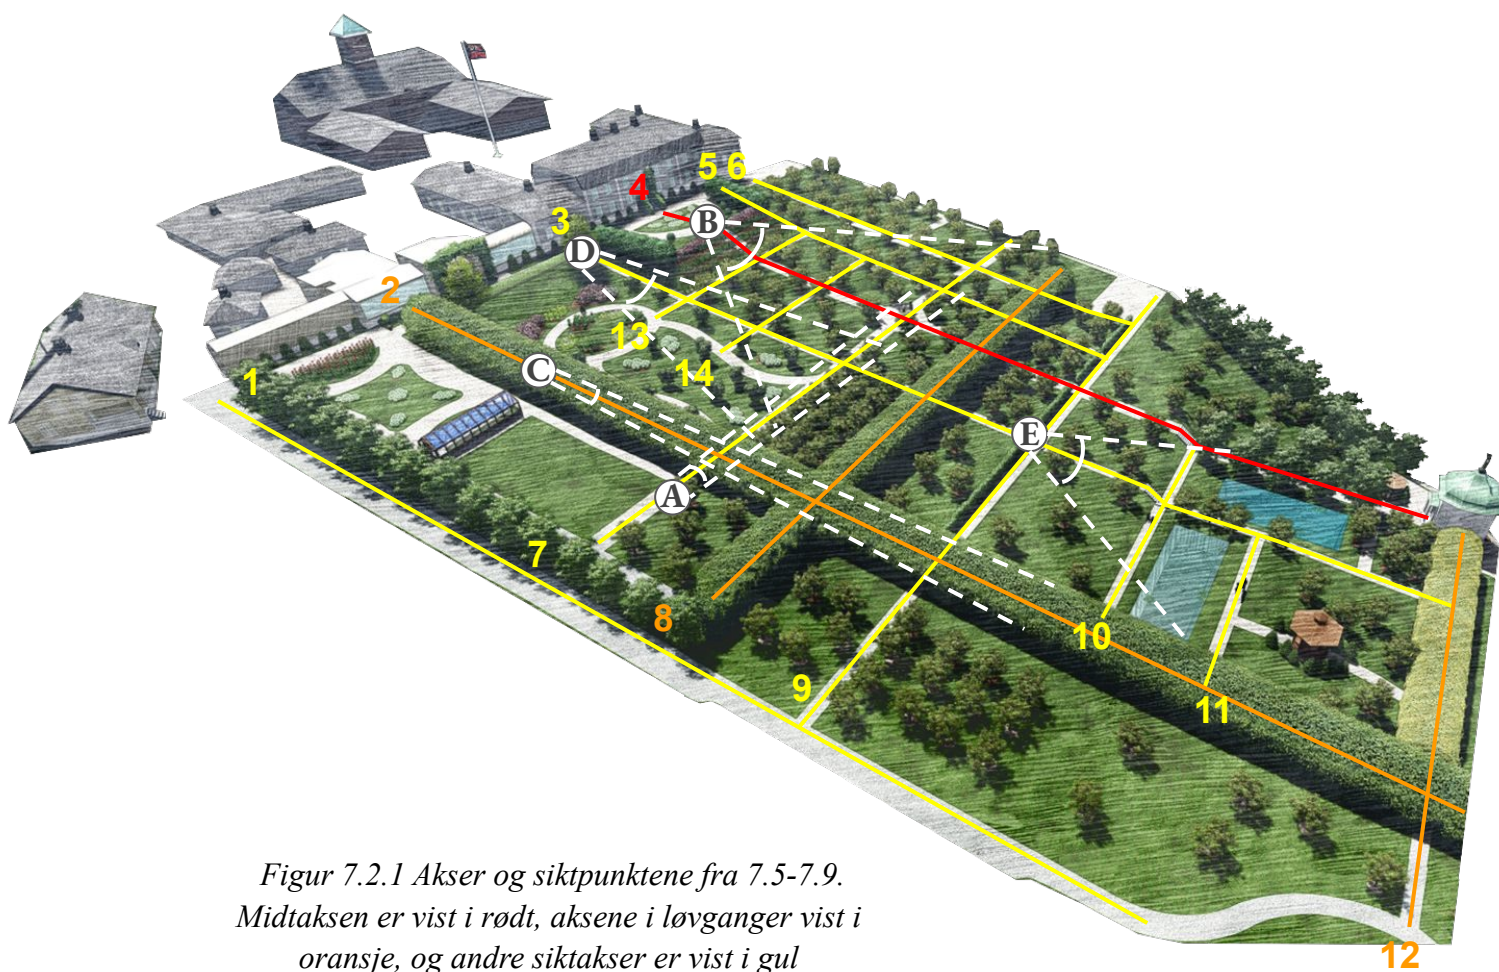 5 6
4
B
3
D
2
13
14
1
C
E
A
7
8
10
9
11
Figur 7.2.1 Akser og siktpunktene fra 7.5-7.9.
Midtaksen er vist i rødt, aksene i løvganger vist i
oransje, og andre siktakser er vist i gul
12